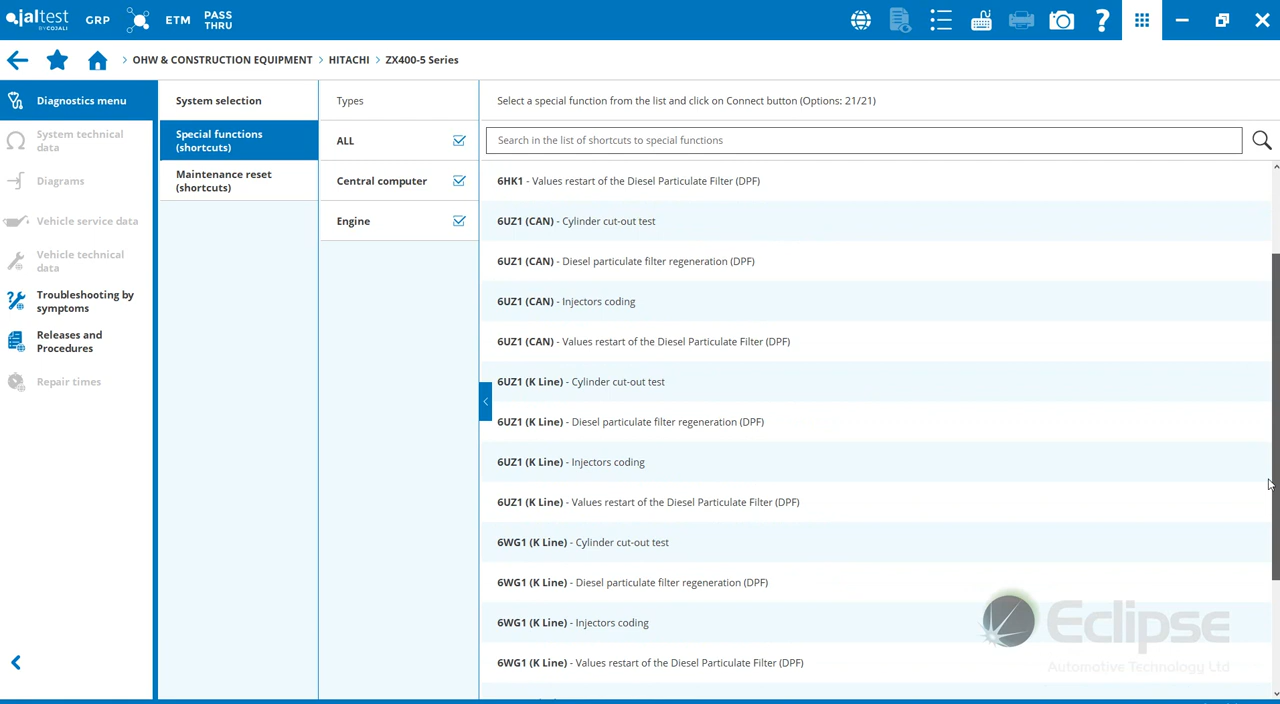 jaltest
BY COJALI
GRP
ETM
PASS
THRU
OHW & CONSTRUCTION EQUIPMENT > HITACHI > ZX400-5 Series
Diagnostics menu
System technical
data
Diagrams
Vehicle service data
Vehicle technical
data
Troubleshooting by
symptoms
Releases and
Procedures
Repair times
System selection
Special functions
(shortcuts)
Maintenance reset
(shortcuts)
Types
ALL
Central computer
Engine
Select a special function from the list and click on Connect button (Options: 21/21)
Search in the list of shortcuts to special functions
6HK1 - Values restart of the Diesel Particulate Filter (DPF)
6UZ1 (CAN) - Cylinder cut-out test
6UZ1 (CAN) - Diesel particulate filter regeneration (DPF)
6UZ1 (CAN) - Injectors coding
6UZ1 (CAN) - Values restart of the Diesel Particulate Filter (DPF)
6UZ1 (K Line) - Cylinder cut-out test
6UZ1 (K Line) - Diesel particulate filter regeneration (DPF)
6UZ1 (K Line) - Injectors coding
6UZ1 (K Line) - Values restart of the Diesel Particulate Filter (DPF)
6WG1 (K Line) - Cylinder cut-out test
6WG1 (K Line) - Diesel particulate filter regeneration (DPF)
6WG1 (K Line) - Injectors coding
6WG1 (K Line) - Values restart of the Diesel Particulate Filter (DPF)
Eclipse
Automotive Technology Ltd